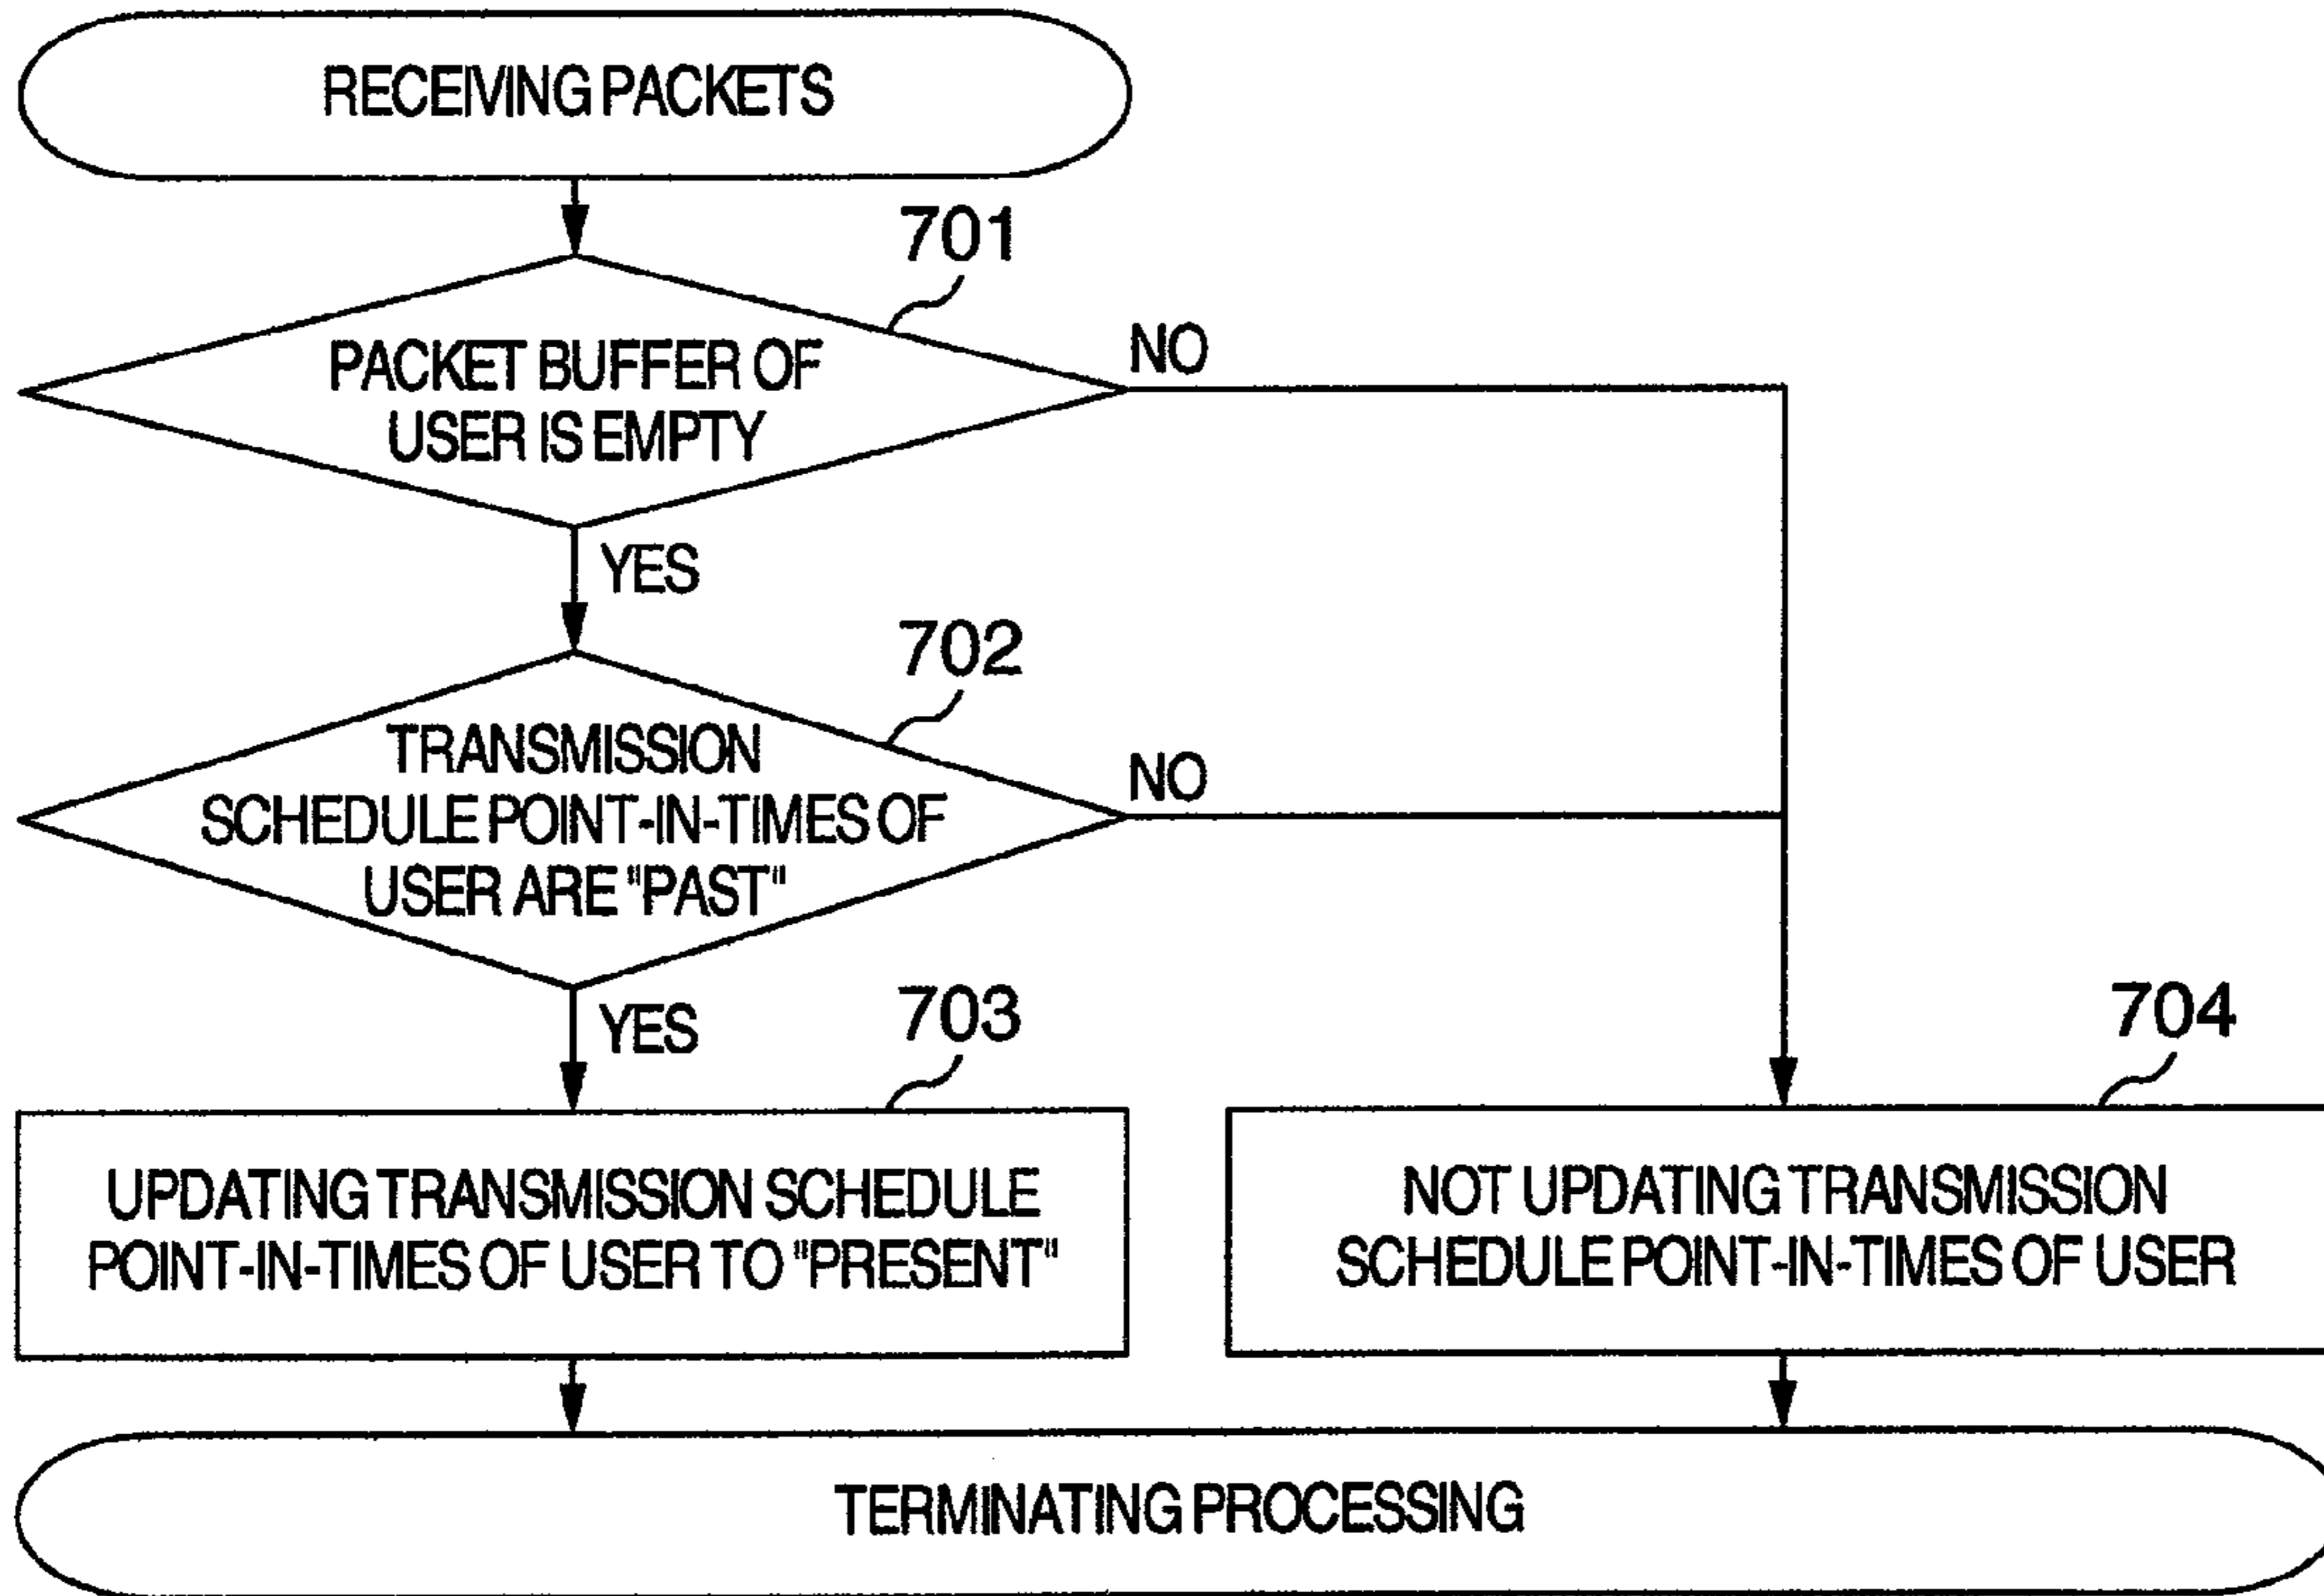 RECEIVING PACKETS
701
PACKET BUFFER OF
USER IS EMPTY
NO
YES
702
TRANSMISSION
SCHEDULE POINT-IN-TIMES OF
USER ARE "PAST"
NO
YES
703
704
UPDATING TRANSMISSION SCHEDULE
POINT-IN-TIMES OF USER TO "PRESENT"
NOT UPDATING TRANSMISSION
SCHEDULE POINT-IN-TIMES OF USER
TERMINATING PROCESSING